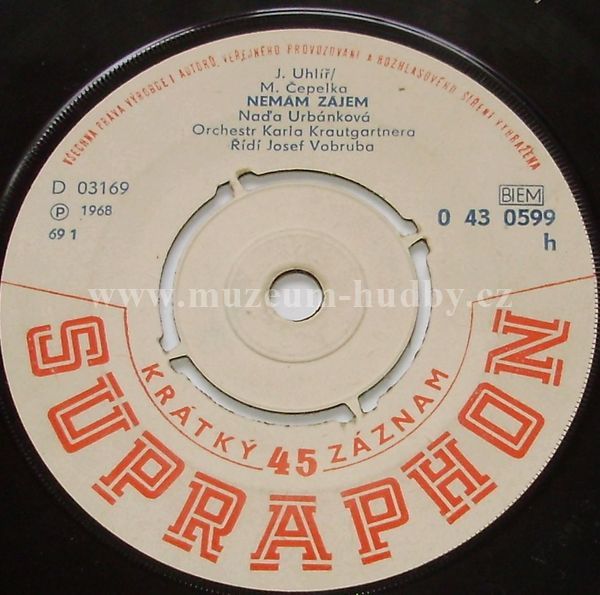 VŠECHNA PRÁVA VÝROBCE I AUTORŮ, VEŘEJNÉHO PROVOZOVÁNÍ A ROZHLASOVÉHO ŠÍŘENÍ VYHRAŽENA
J. Uhlíř/
M. Čepelka
NEMÁM ZÁJEM
Naďa Urbánková
Orchestr Karla Krautgartnera
Řídí Josef Vobruba
D 03169
Ⓟ 1968
69 1
BIEM
0 43 0599
h
www.muzeum-hudby.cz
KRÁTKÝ 45 ZÁZNAM
SUPRAPHON